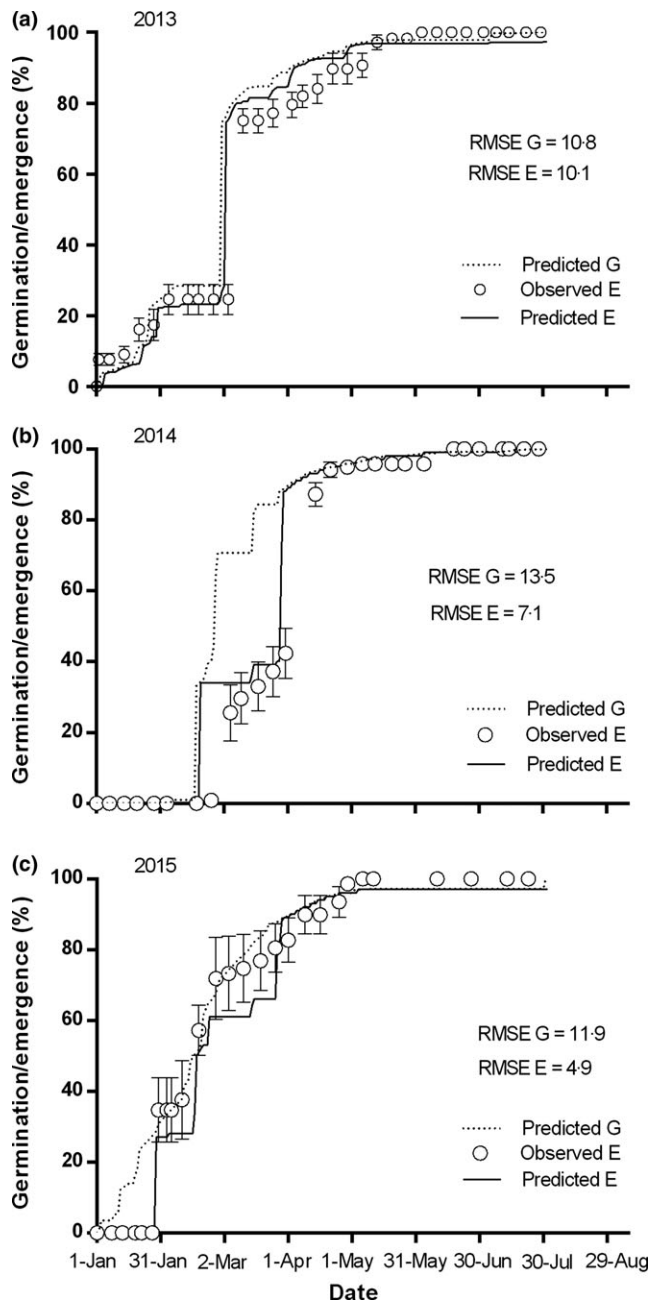 (a)
2013
Germination/emergence (%)
100
80
60
40
20
0
RMSE G = 10·8
RMSE E = 10·1
Predicted G
Observed E
Predicted E
(b)
2014
Germination/emergence (%)
100
80
60
40
20
0
RMSE G = 13·5
RMSE E = 7·1
Predicted G
Observed E
Predicted E
(c)
2015
Germination/emergence (%)
100
80
60
40
20
0
RMSE G = 11·9
RMSE E = 4·9
Predicted G
Observed E
Predicted E
1-Jan 31-Jan 2-Mar 1-Apr 1-May 31-May 30-Jun 30-Jul 29-Aug
Date